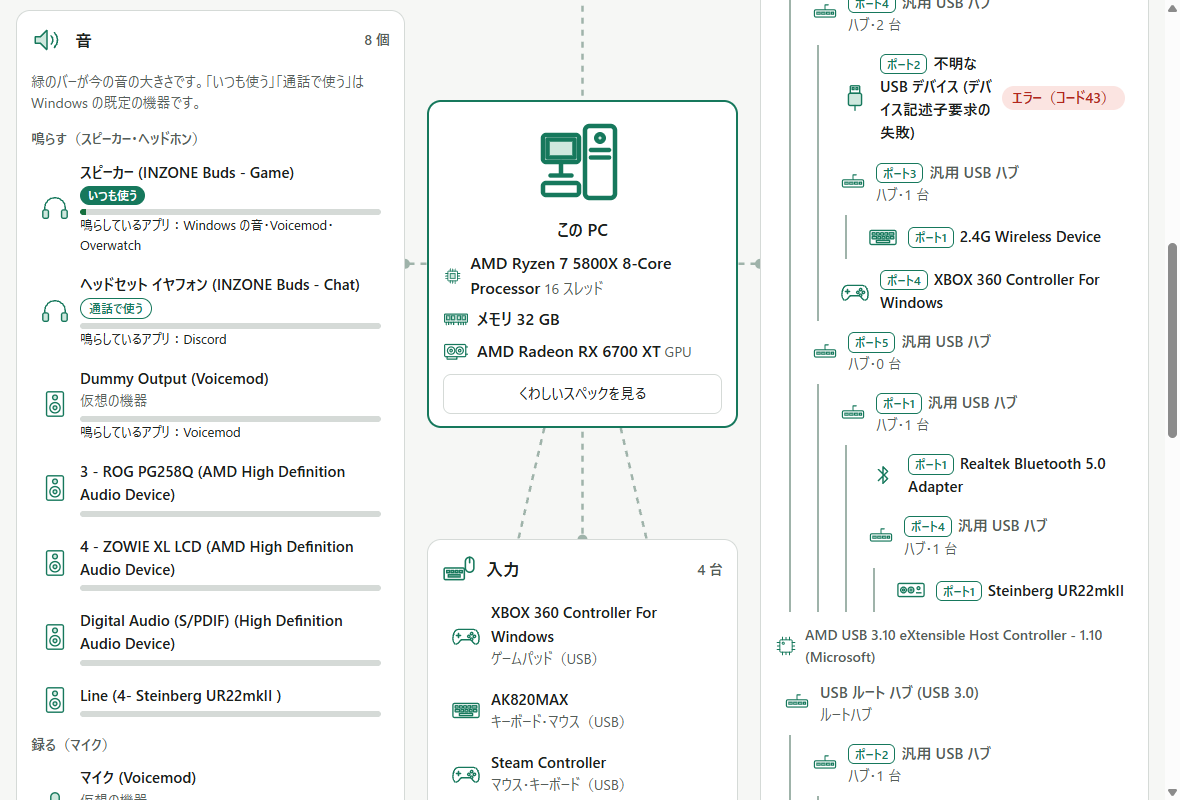 音
8 個
緑のバーが今の音の大きさです。「いつも使う」「通話で使う」は
Windows の既定の機器です。
鳴らす（スピーカー・ヘッドホン）
スピーカー (INZONE Buds - Game)
いつも使う
鳴らしているアプリ：Windows の音・Voicemod・
Overwatch
ヘッドセット イヤフォン (INZONE Buds - Chat)
通話で使う
鳴らしているアプリ：Discord
Dummy Output (Voicemod)
仮想の機器
鳴らしているアプリ：Voicemod
3 - ROG PG258Q (AMD High Definition
Audio Device)
4 - ZOWIE XL LCD (AMD High Definition
Audio Device)
Digital Audio (S/PDIF) (High Definition
Audio Device)
Line (4- Steinberg UR22mkII )
録る（マイク）
マイク (Voicemod)
仮想の機器
この PC
AMD Ryzen 7 5800X 8-Core
Processor 16 スレッド
メモリ 32 GB
AMD Radeon RX 6700 XT GPU
くわしいスペックを見る
入力
4 台
XBOX 360 Controller For
Windows
ゲームパッド（USB）
AK820MAX
キーボード・マウス（USB）
Steam Controller
マウス・キーボード（USB）
ポート4 汎用 USB ハブ
ハブ・2 台
ポート2 不明な
USB デバイス (デバ
イス記述子要求の
失敗)
エラー（コード43）
ポート3 汎用 USB ハブ
ハブ・1 台
ポート1 2.4G Wireless Device
ポート4 XBOX 360 Controller For
Windows
ポート5 汎用 USB ハブ
ハブ・0 台
ポート1 汎用 USB ハブ
ハブ・1 台
ポート1 Realtek Bluetooth 5.0
Adapter
ポート4 汎用 USB ハブ
ハブ・1 台
ポート1 Steinberg UR22mkII
AMD USB 3.10 eXtensible Host Controller - 1.10
(Microsoft)
USB ルート ハブ (USB 3.0)
ルートハブ
ポート2 汎用 USB ハブ
ハブ・1 台